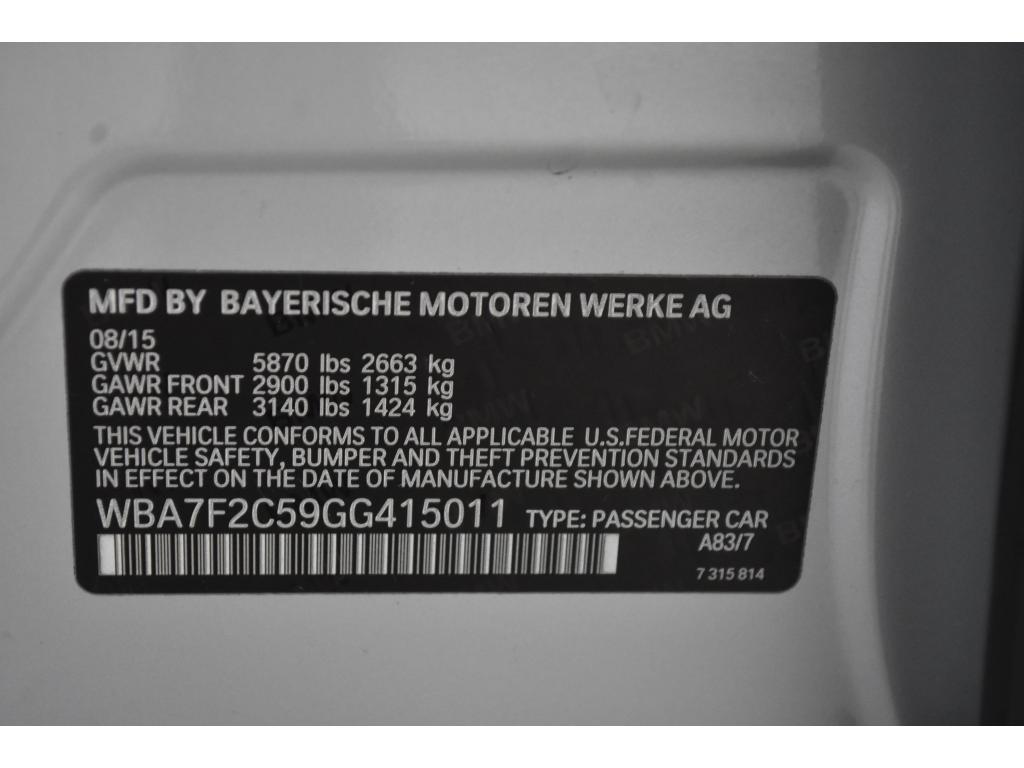 MFD BY BAYERISCHE MOTOREN WERKE AG
08/15
GVWR 5870 lbs 2663 kg
GAWR FRONT 2900 lbs 1315 kg
GAWR REAR 3140 lbs 1424 kg
THIS VEHICLE CONFORMS TO ALL APPLICABLE U.S.FEDERAL MOTOR
VEHICLE SAFETY, BUMPER AND THEFT PREVENTION STANDARDS
IN EFFECT ON THE DATE OF MANUFACTURE SHOWN ABOVE.
WBA7F2C59GG415011 TYPE: PASSENGER CAR
A83/7
7 315 814